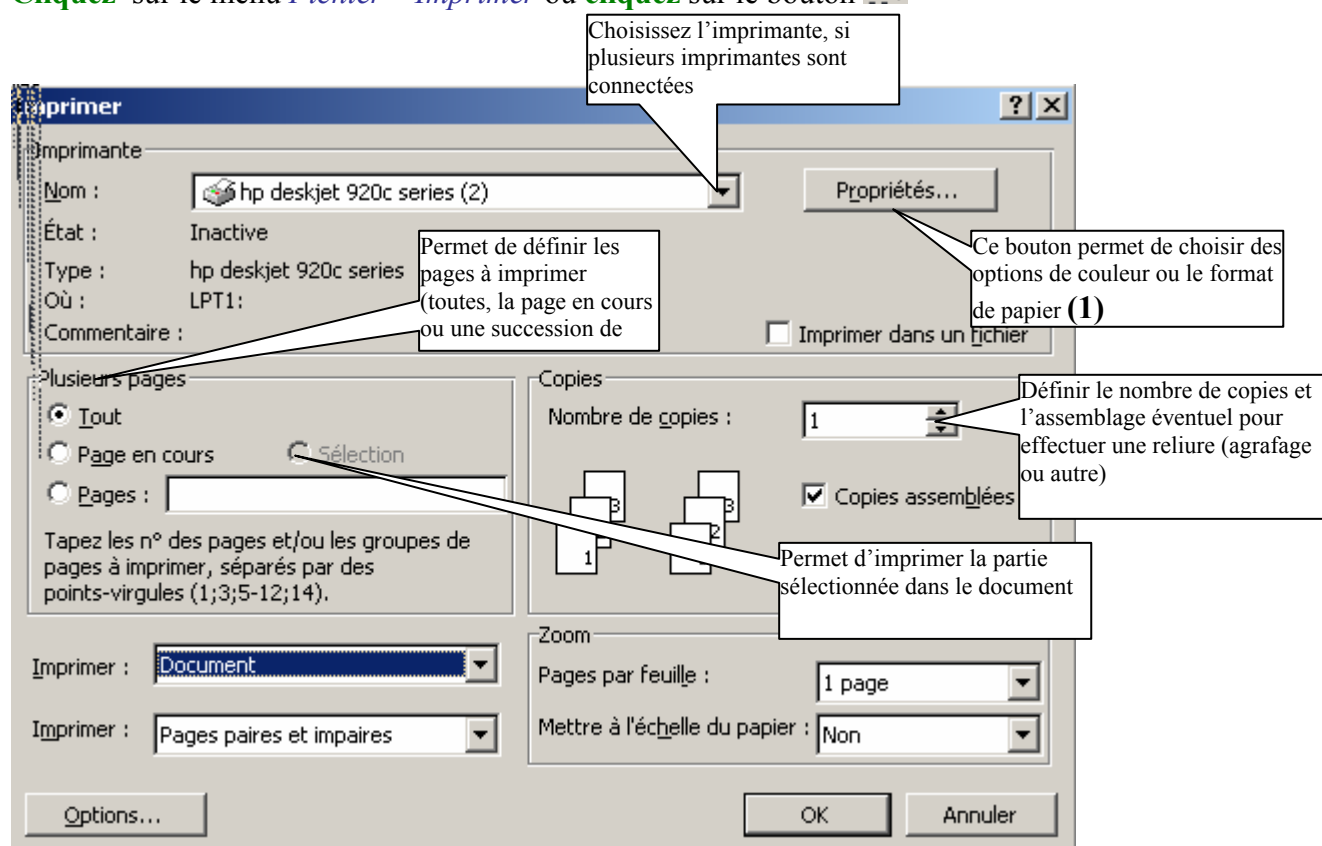 Cliquez sur le menu Fichier – Imprimer ou cliquez sur le bouton
Choisissez l’imprimante, si
plusieurs imprimantes sont
connectées
Imprimer
Imprimante
Nom :
hp deskjet 920c series (2)
Propriétés...
État :
Inactive
Type :
hp deskjet 920c series
Où :
LPT1:
Commentaire :
Imprimer dans un fichier
Permet de définir les
pages à imprimer
(toutes, la page en cours
ou une succession de
Ce bouton permet de choisir des
options de couleur ou le format
de papier (1)
Plusieurs pages
Tout
Page en cours
Sélection
Pages :
Tapez les n° des pages et/ou les groupes de
pages à imprimer, séparés par des
points-virgules (1;3;5-12;14).
Copies
Nombre de copies :
1
Copies assemblées
3
2
1
3
2
Définir le nombre de copies et
l’assemblage éventuel pour
effectuer une reliure (agrafage
ou autre)
Permet d’imprimer la partie
sélectionnée dans le document
Imprimer :
Document
Imprimer :
Pages paires et impaires
Zoom
Pages par feuille :
1 page
Mettre à l'échelle du papier :
Non
Options...
OK
Annuler